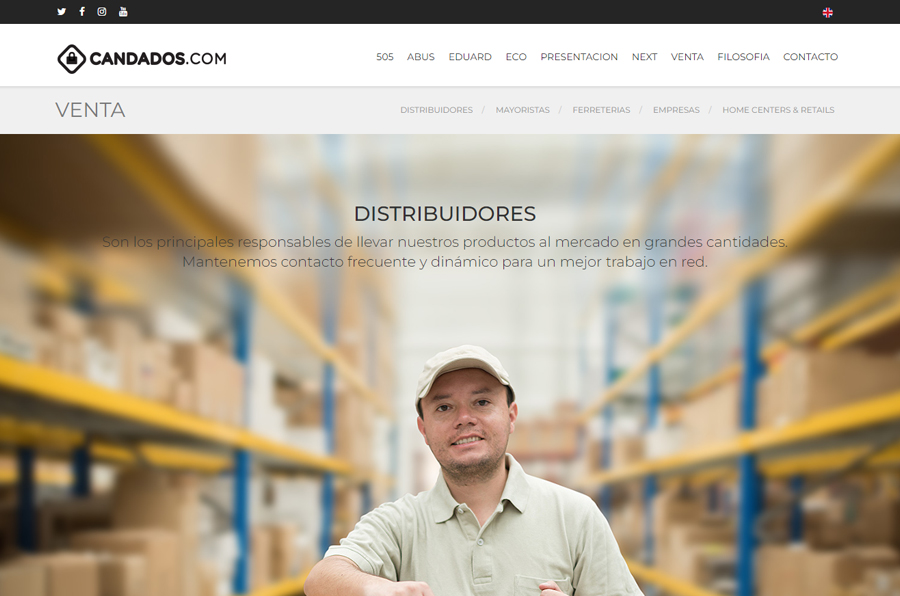 CANDADOS.COM
505 ABUS EDUARD ECO PRESENTACION NEXT VENTA FILOSOFIA CONTACTO
VENTA
DISTRIBUIDORES / MAYORISTAS / FERRETERIAS / EMPRESAS / HOME CENTERS & RETAILS
DISTRIBUIDORES
Son los principales responsables de llevar nuestros productos al mercado en grandes cantidades.
Mantenemos contacto frecuente y dinámico para un mejor trabajo en red.